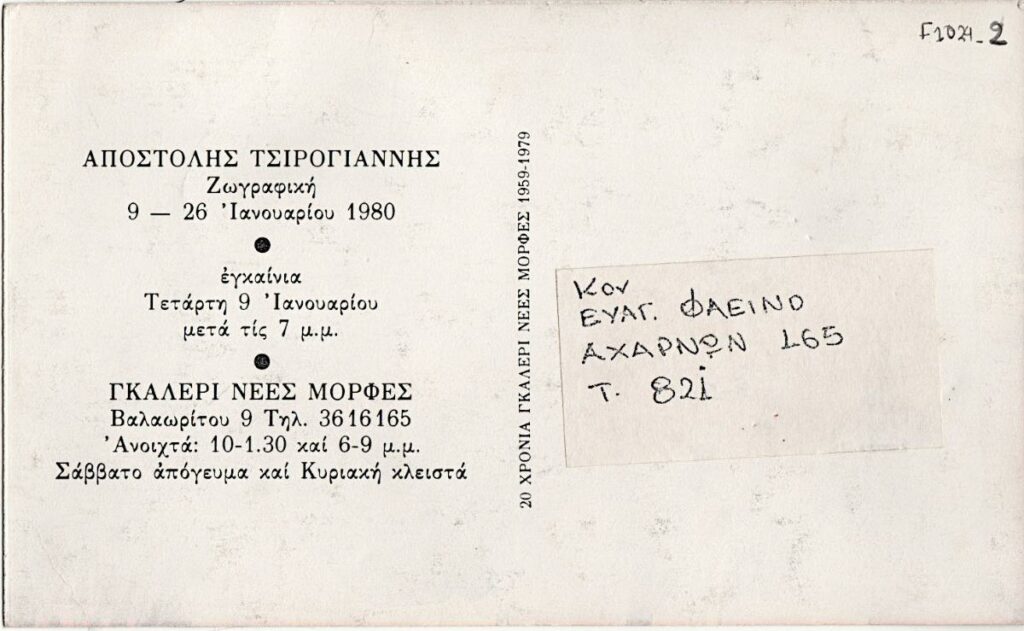 F1024_2
ΑΠΟΣΤΟΛΗΣ ΤΣΙΡΟΓΙΑΝΝΗΣ
Ζωγραφική
9 — 26 Ἰανουαρίου 1980
ἐγκαίνια
Τετάρτη 9 Ἰανουαρίου
μετά τίς 7 μ.μ.
ΓΚΑΛΕΡΙ ΝΕΕΣ ΜΟΡΦΕΣ
Βαλαωρίτου 9 Τηλ. 3616165
Ἀνοιχτά: 10-1.30 καί 6-9 μ.μ.
Σάββατο ἀπόγευμα καί Κυριακή κλειστά
20 ΧΡΟΝΙΑ ΓΚΑΛΕΡΙ ΝΕΕΣ ΜΟΡΦΕΣ 1959-1979
Κον
ΕΥΑΓ. ΦΑΕΙΝΟ
ΑΧΑΡΝΩΝ 165
Τ. 821